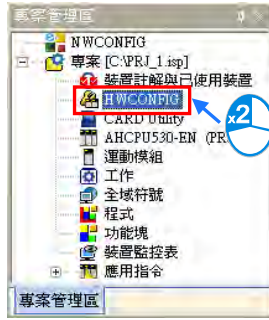 專案管理區
NWCONFIG
專案 [C:\PRJ_1.isp]
裝置註解與已使用裝置
HWCONFIG
x2
CARD Utility
AHCPU530-EN (PR
運動模組
工作
全域符號
程式
功能塊
裝置監控表
應用指令
專案管理區